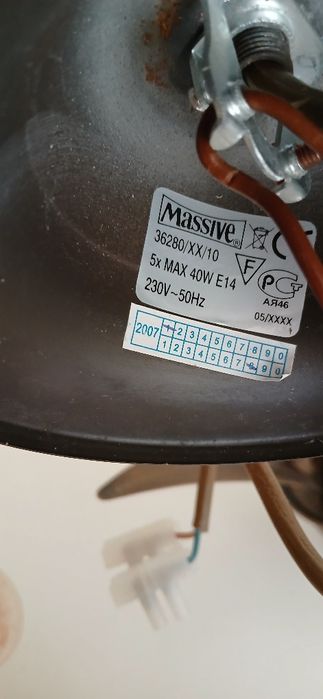 Massive®
36280/XX/10
5x MAX 40W E14
F
230V~50Hz
АЯ46
05/XXXX
2007 1 2 3 4 5 6 7 8 9 0
1 2 3 4 5 6 7 8 9 0